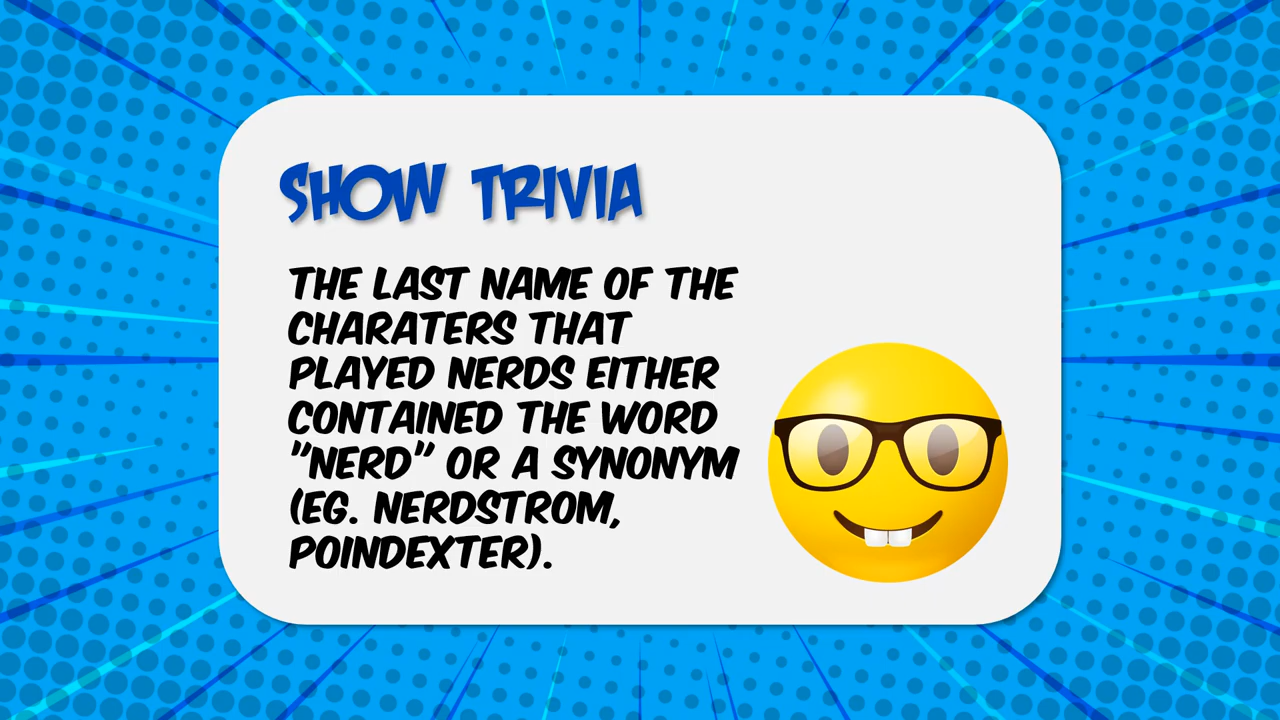 SHOW TRIVIA
THE LAST NAME OF THE
CHARATERS THAT
PLAYED NERDS EITHER
CONTAINED THE WORD
"NERD" OR A SYNONYM
(EG. NERDSTROM,
POINDEXTER).